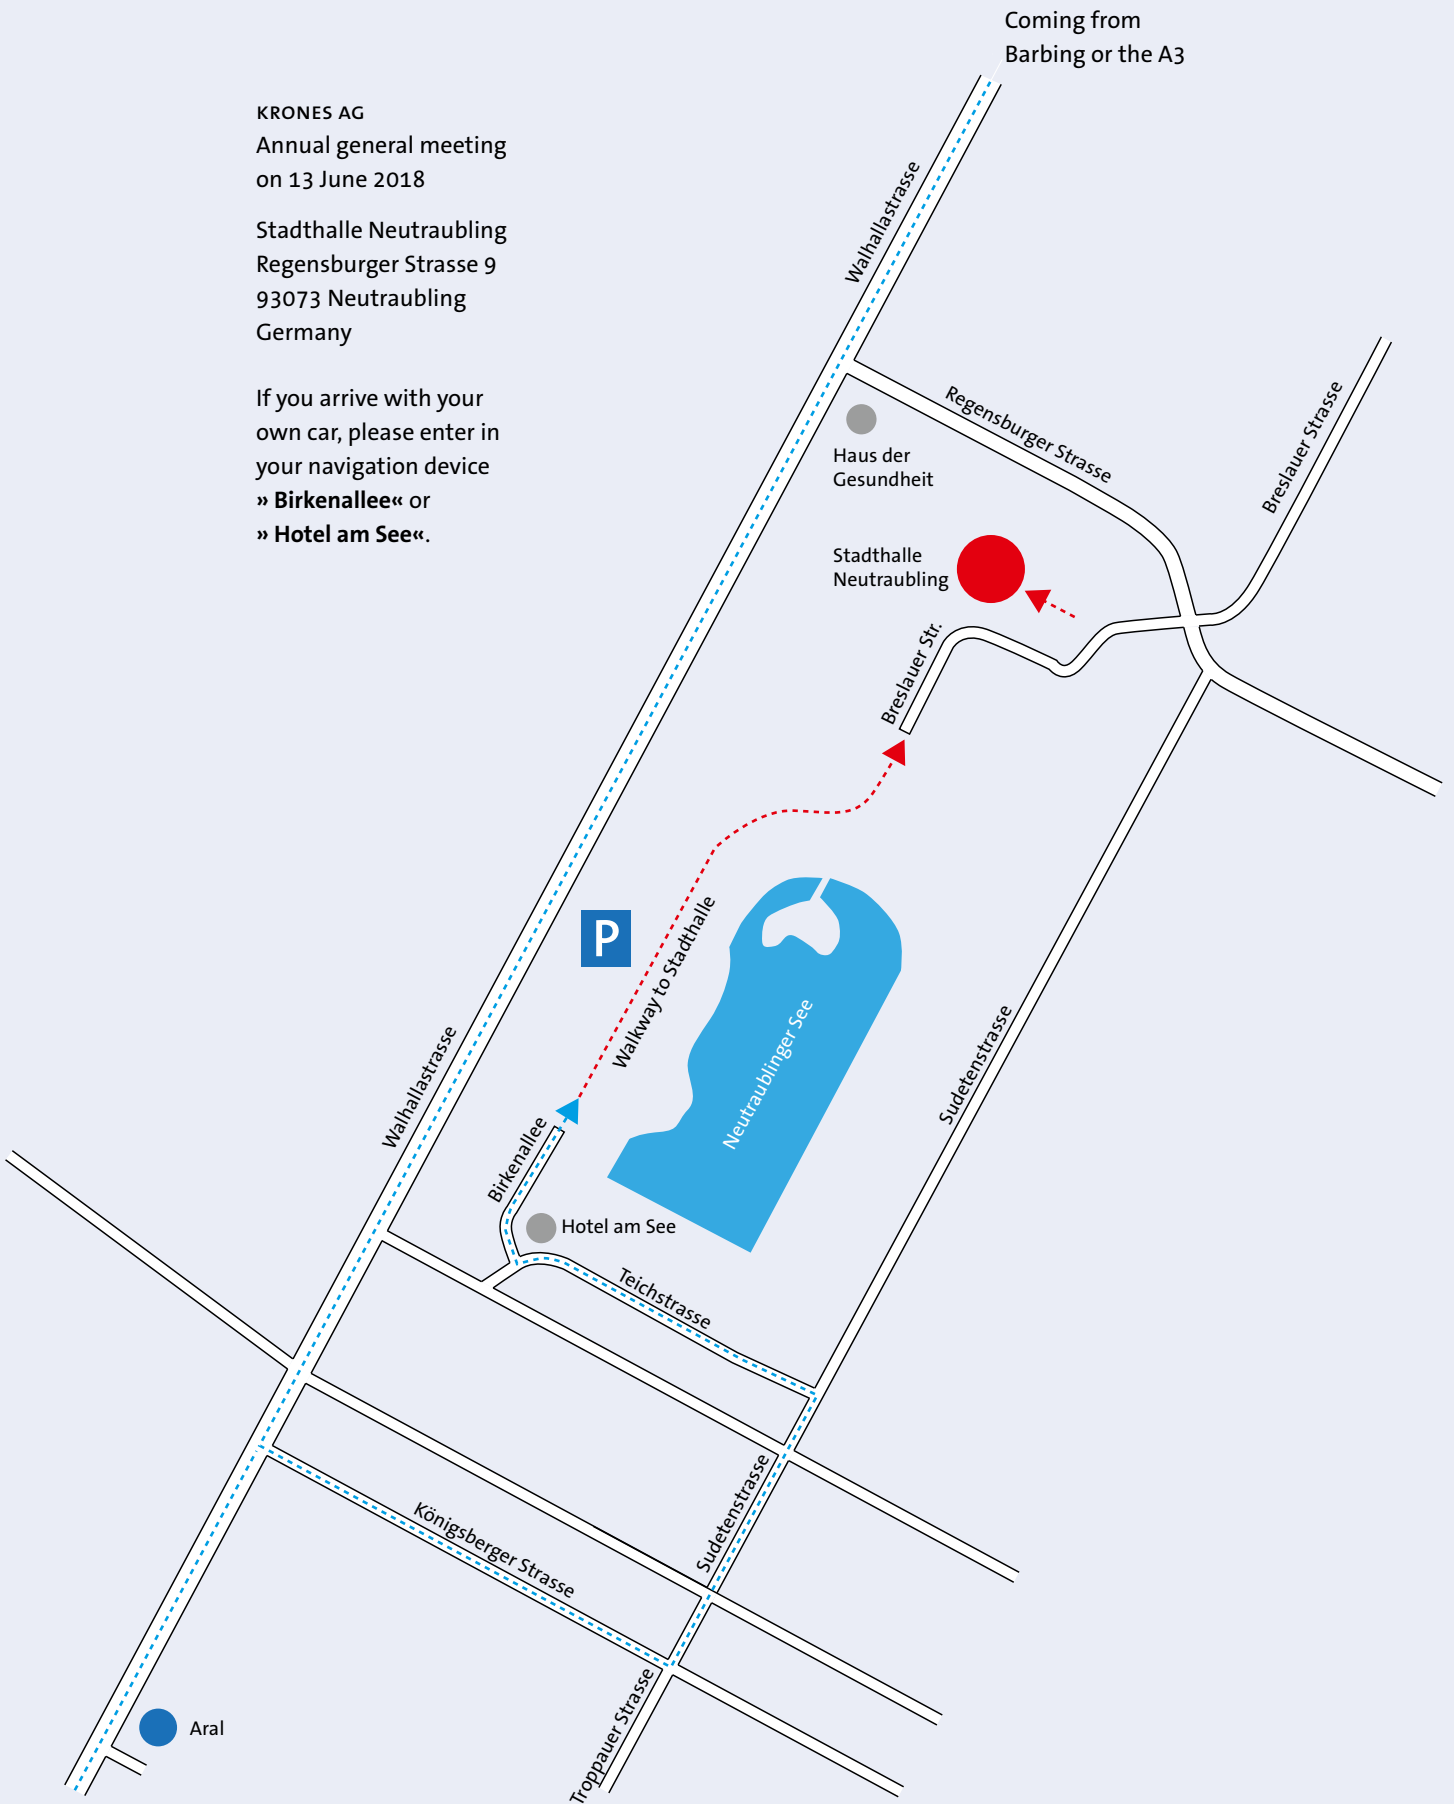 Coming from
Barbing or the A3
KRONES AG
Annual general meeting
on 13 June 2018
Stadthalle Neutraubling
Regensburger Strasse 9
93073 Neutraubling
Germany
If you arrive with your
own car, please enter in
your navigation device
» Birkenallee« or
» Hotel am See«.
Walhallastrasse
Regensburger Strasse
Breslauer Strasse
Haus der
Gesundheit
Stadthalle
Neutraubling
Breslauer Str.
P
Walkway to Stadthalle
Neutraublinger See
Sudetenstrasse
Walhallastrasse
Birkenallee
Hotel am See
Teichstrasse
Sudetenstrasse
Königsberger Strasse
Troppauer Strasse
Aral